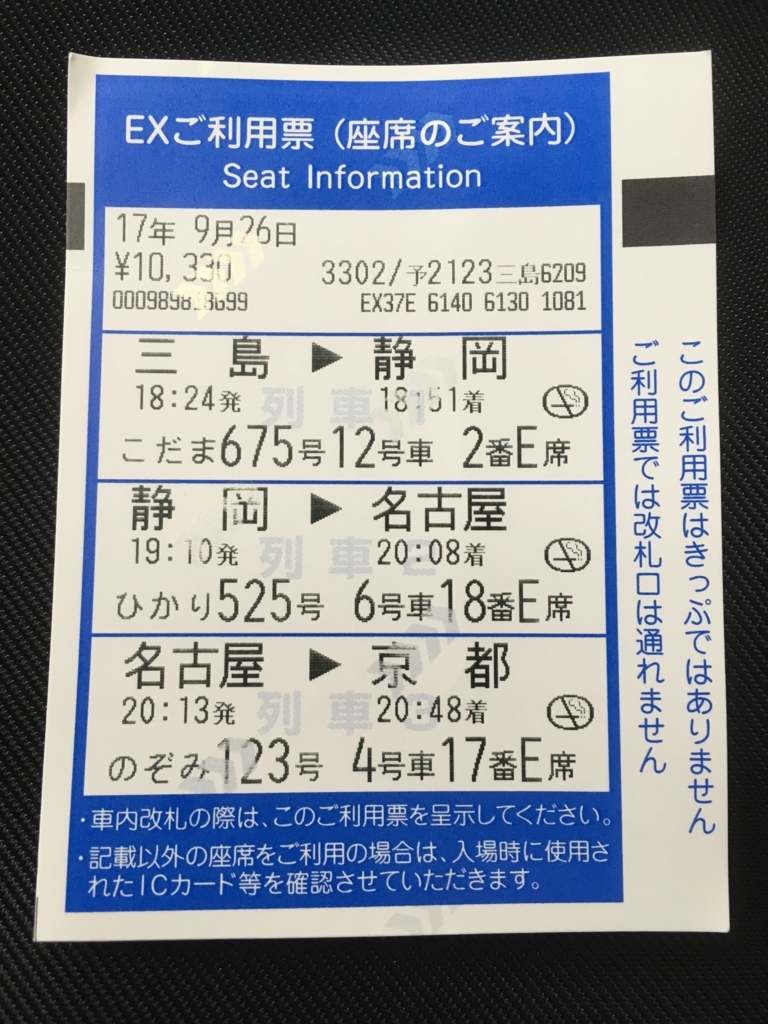 EXご利用票（座席のご案内）
Seat Information
17年 9月26日
¥10,330 3302/予2123三島6209
EX37E 6140 6130 1081
三島▶静岡
18:24発 18:51着
列車1
こだま675号12号車 2番E席
静岡▶名古屋
19:10発 20:08着
列車2
ひかり525号 6号車18番E席
名古屋▶京都
20:13発 20:48着
列車3
のぞみ123号 4号車17番E席
・車内改札の際は、このご利用票を呈示してください。
・記載以外の座席をご利用の場合は、入場時に使用さ
れたICカード等を確認させていただきます。
このご利用票はきっぷではありません
ご利用票では改札口は通れません